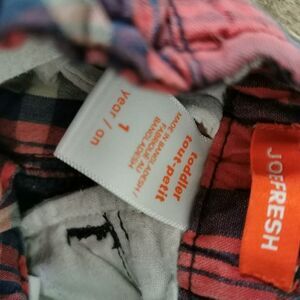 1
year / an
toddler
tout-petit
MADE IN BANGLADESH
FABRIQUÉ AU
BANGLADESH
JOE FRESH